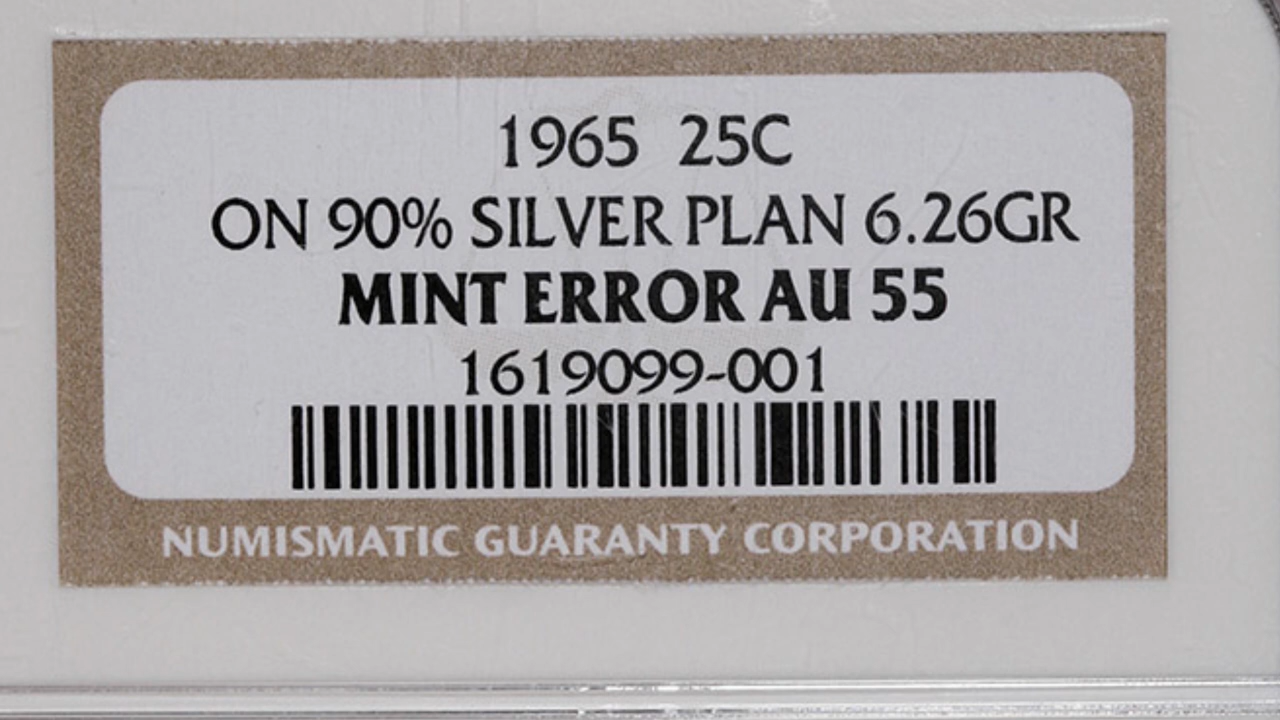 1965 25C
ON 90% SILVER PLAN 6.26GR
MINT ERROR AU 55
1619099-001
NUMISMATIC GUARANTY CORPORATION